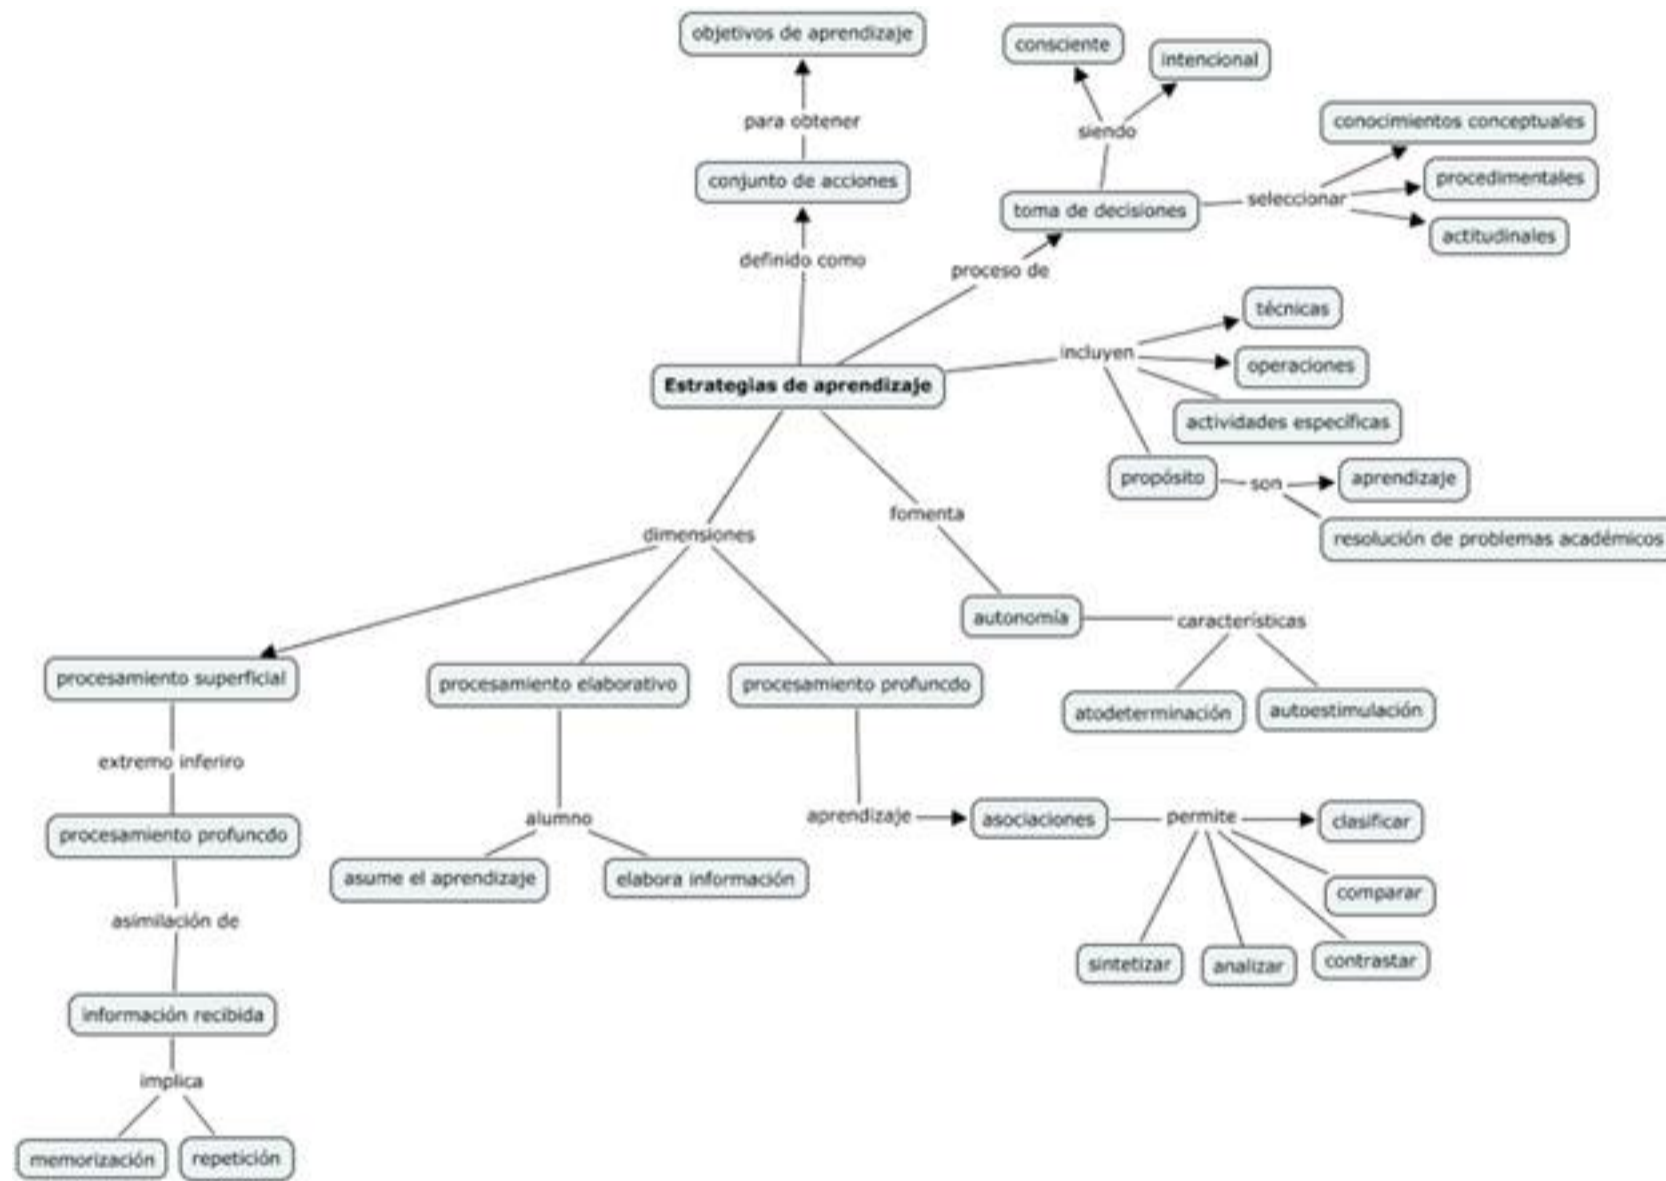 objetivos de aprendizaje
consciente
intencional
para obtener
siendo
conocimientos conceptuales
conjunto de acciones
procedimentales
toma de decisiones
seleccionar
actitudinales
definido como
proceso de
técnicas
incluyen
operaciones
Estrategias de aprendizaje
actividades específicas
propósito
son
aprendizaje
fomenta
dimensiones
resolución de problemas académicos
autonomía
características
procesamiento superficial
procesamiento elaborativo
procesamiento profuncdo
atodeterminación
autoestimulación
extremo inferiro
alumno
aprendizaje
asociaciones
permite
clasificar
procesamiento profuncdo
asume el aprendizaje
elabora información
comparar
asimilación de
sintetizar
analizar
contrastar
información recibida
implica
memorización
repetición